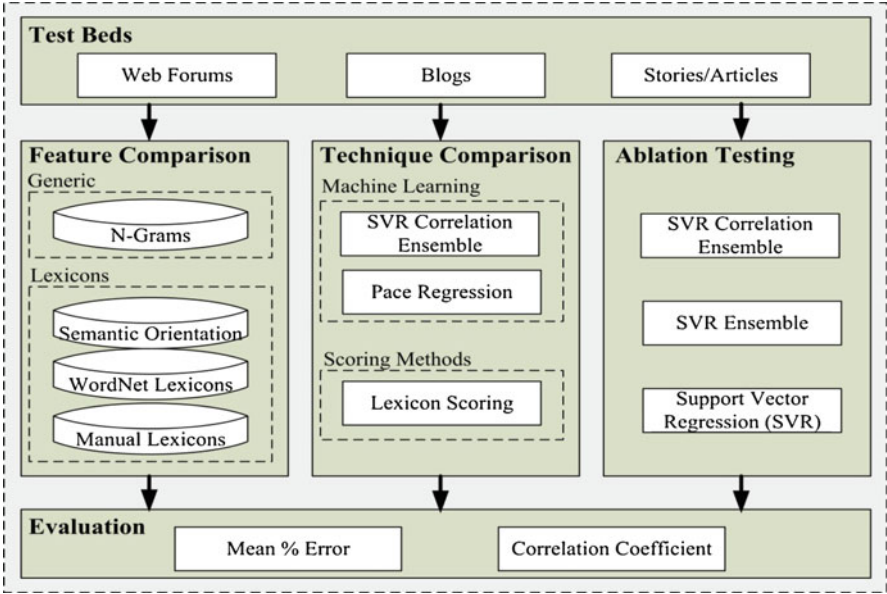 Test Beds
Web Forums
Blogs
Stories/Articles
Feature Comparison
Generic
N-Grams
Lexicons
Semantic Orientation
WordNet Lexicons
Manual Lexicons
Technique Comparison
Machine Learning
SVR Correlation
Ensemble
Pace Regression
Scoring Methods
Lexicon Scoring
Ablation Testing
SVR Correlation
Ensemble
SVR Ensemble
Support Vector
Regression (SVR)
Evaluation
Mean % Error
Correlation Coefficient